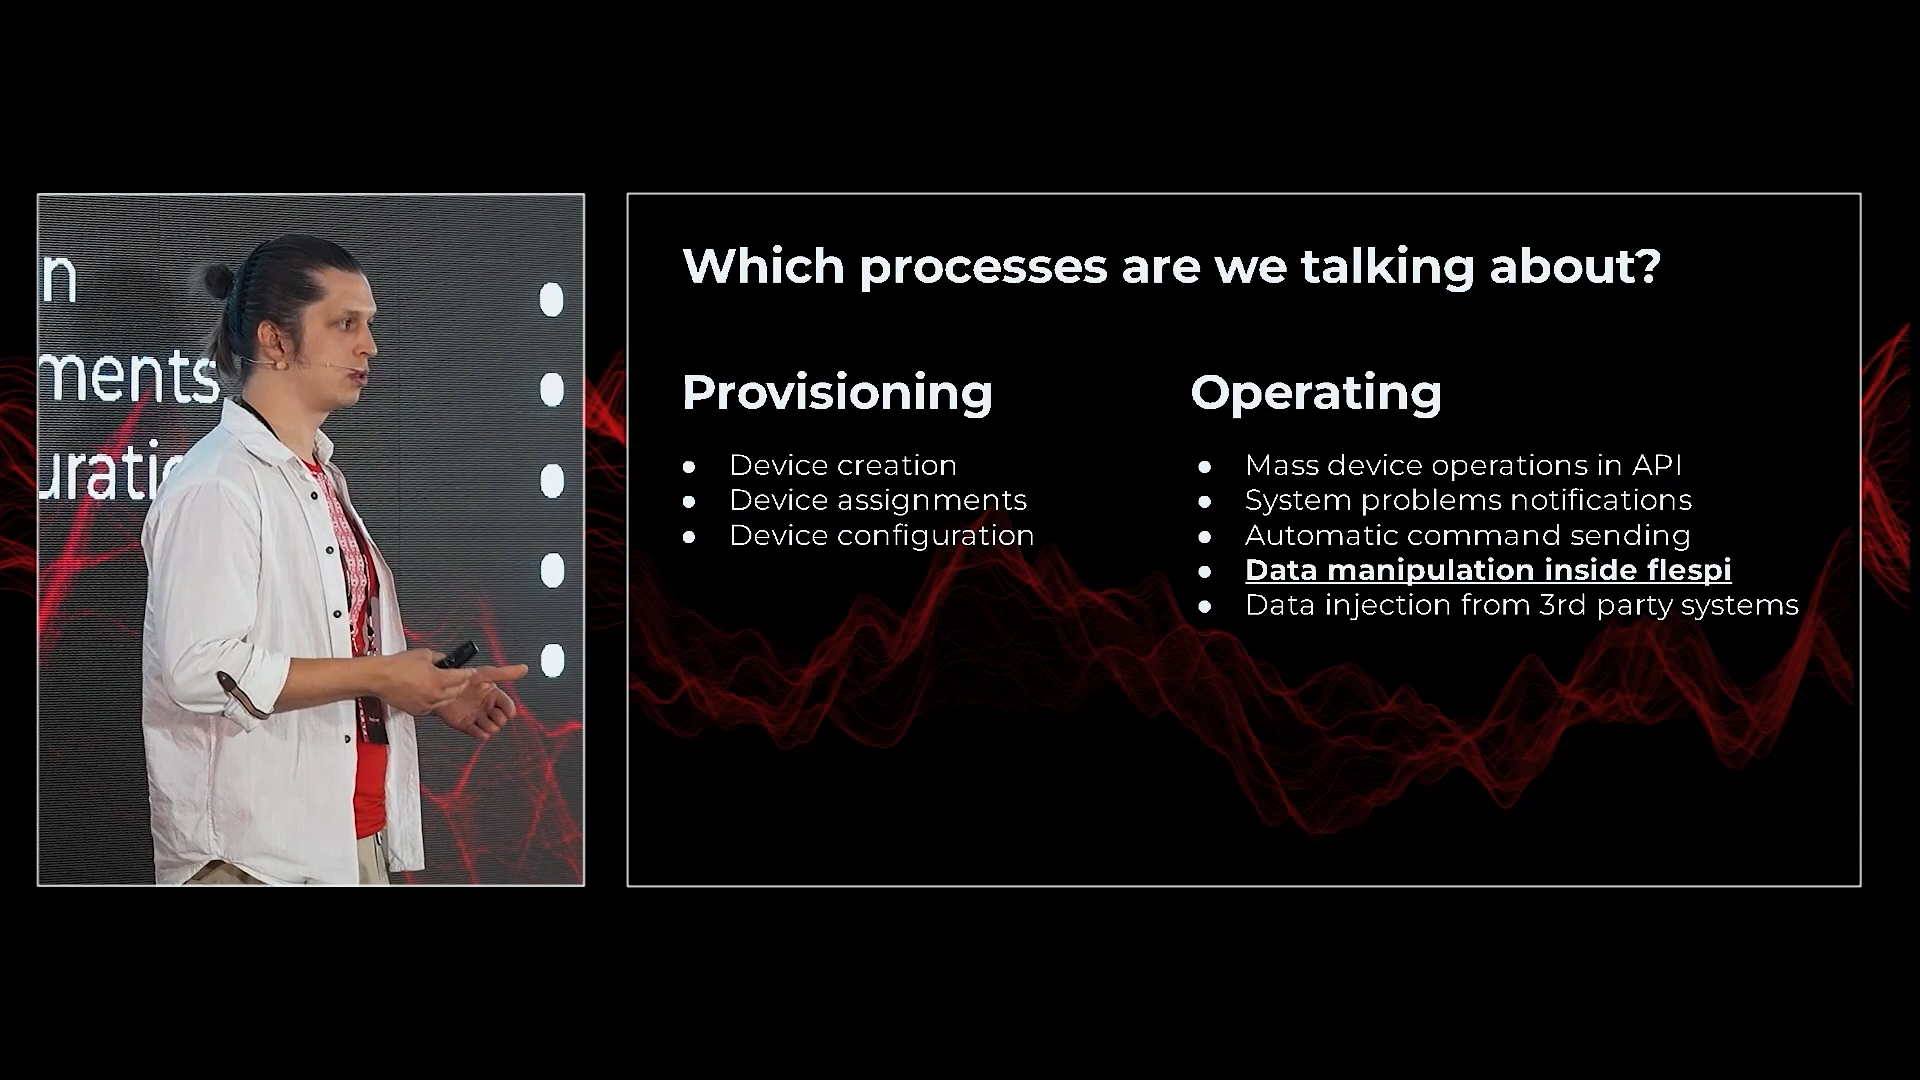 n
ments
uratio
Which processes are we talking about?
Provisioning
Device creation
Device assignments
Device configuration
Operating
Mass device operations in API
System problems notifications
Automatic command sending
Data manipulation inside flespi
Data injection from 3rd party systems